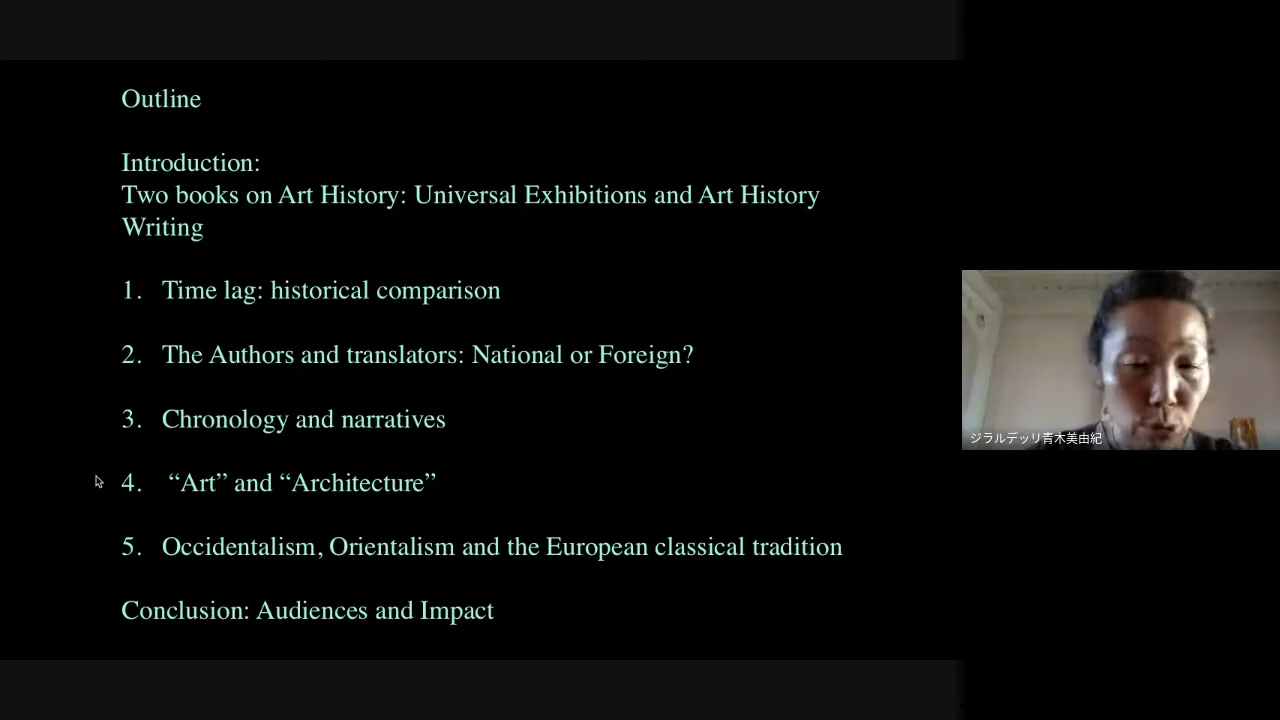 Outline
Introduction:
Two books on Art History: Universal Exhibitions and Art History
Writing
1. Time lag: historical comparison
2. The Authors and translators: National or Foreign?
3. Chronology and narratives
4. “Art” and “Architecture”
5. Occidentalism, Orientalism and the European classical tradition
Conclusion: Audiences and Impact
ジラルデッリ青木美由紀